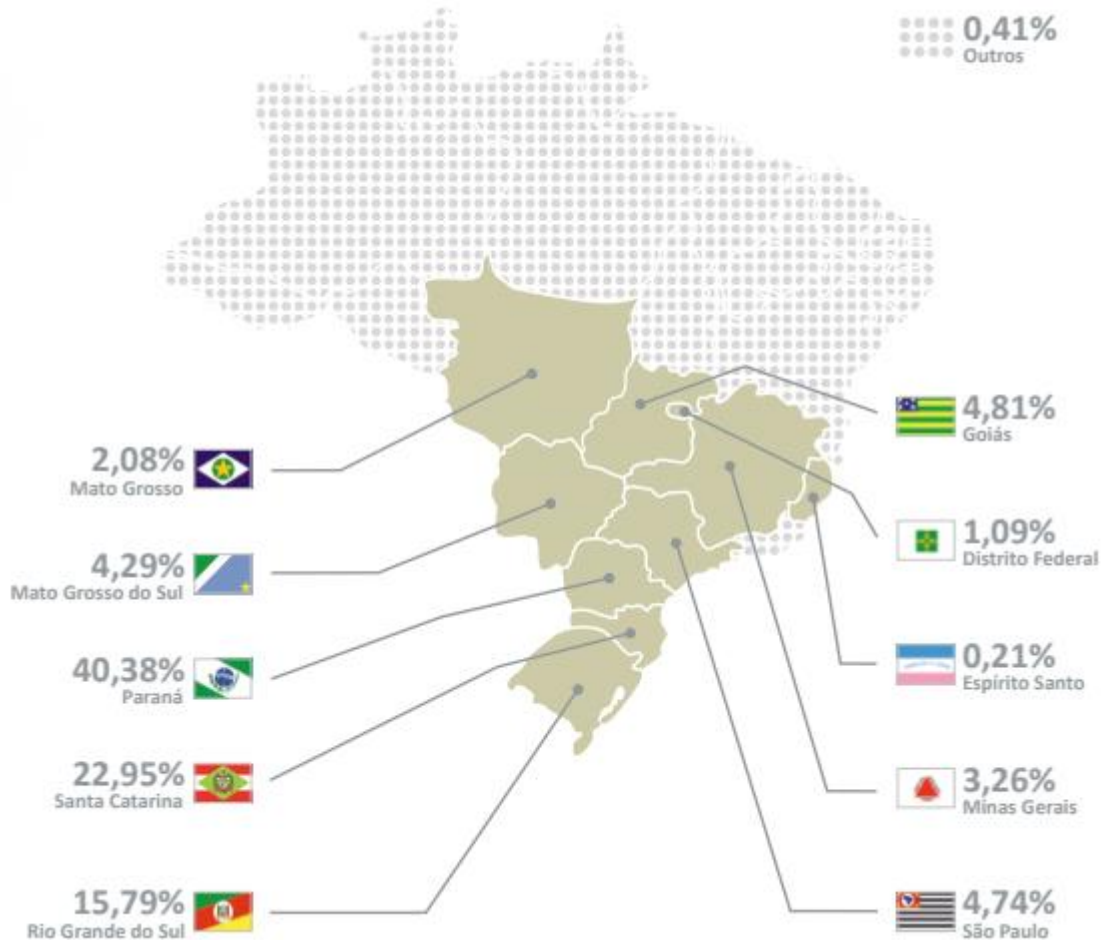 0,41%
Outros
2,08%
Mato Grosso
4,29%
Mato Grosso do Sul
40,38%
Paraná
22,95%
Santa Catarina
15,79%
Rio Grande do Sul
4,81%
Goiás
1,09%
Distrito Federal
0,21%
Espírito Santo
3,26%
Minas Gerais
4,74%
São Paulo